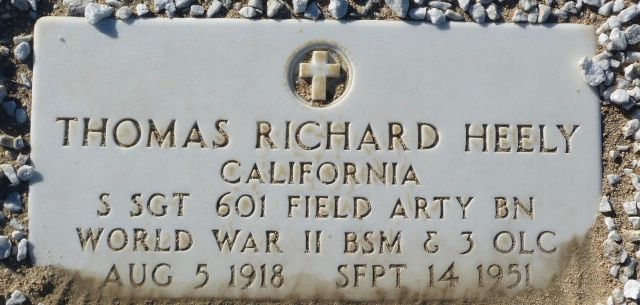 THOMAS RICHARD HEELY
CALIFORNIA
S SGT 601 FIELD ARTY BN
WORLD WAR II BSM & 3 OLC
AUG 5 1918 SEPT 14 1951